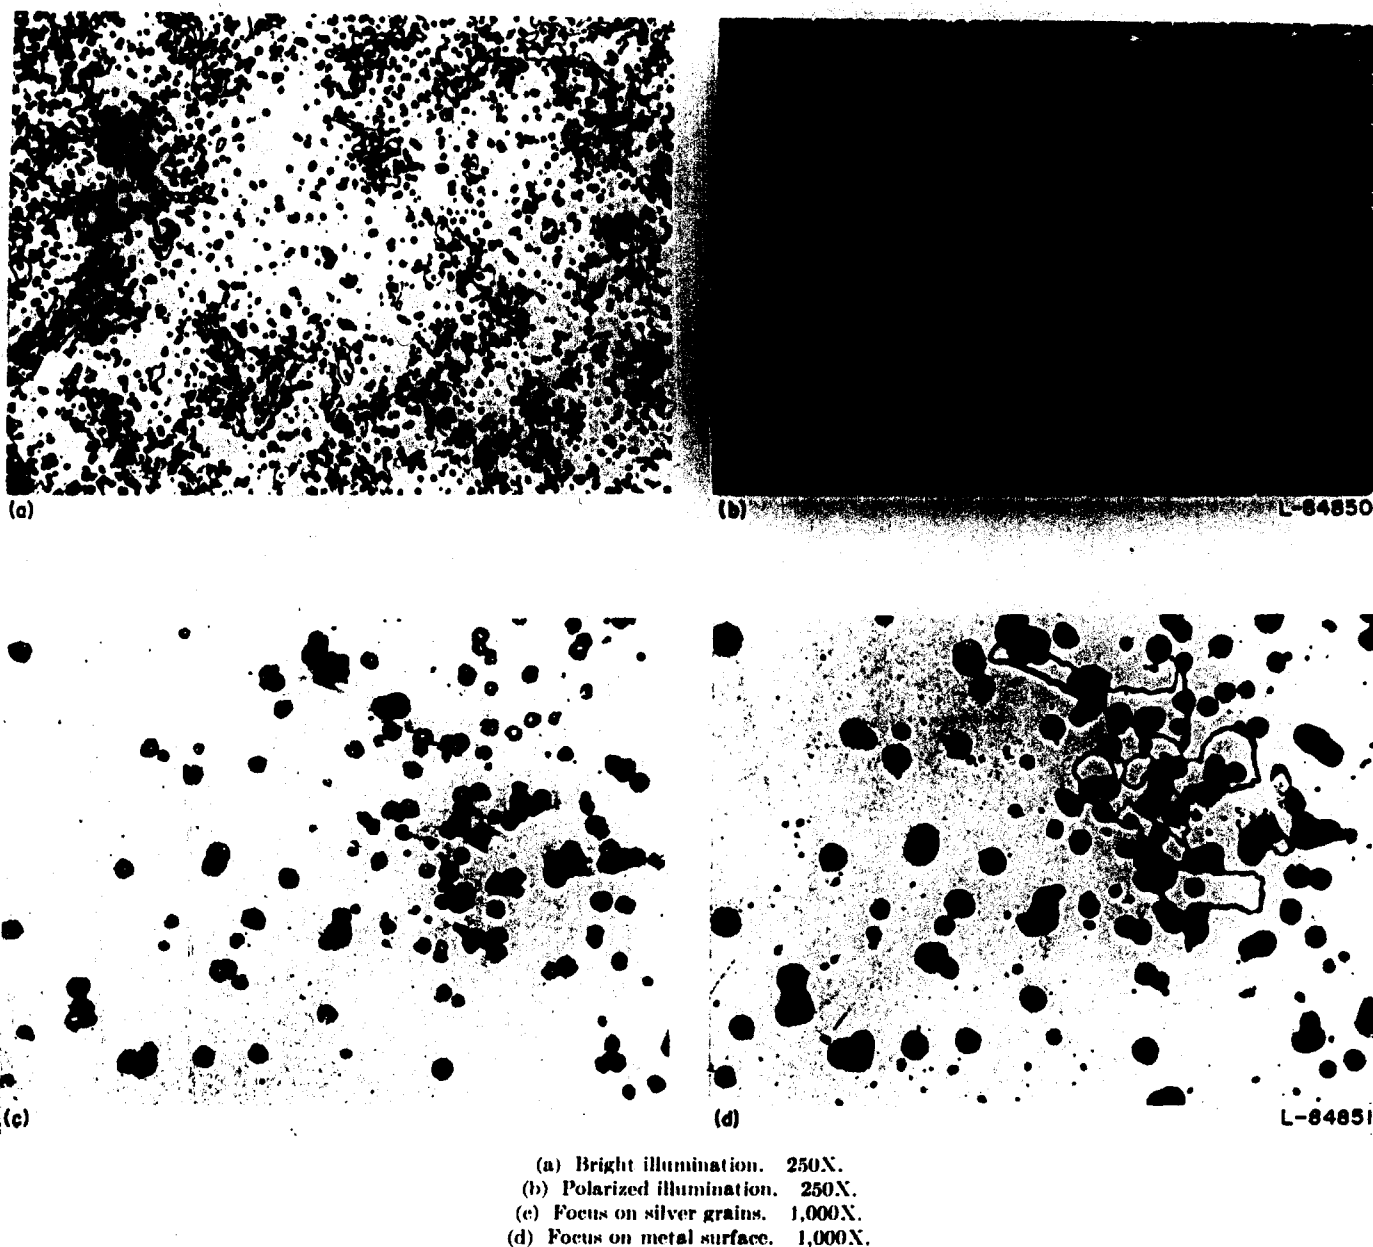 (a)
(b) L-84850
(c)
(d) L-84851
(a) Bright illumination. 250X.
(b) Polarized illumination. 250X.
(c) Focus on silver grains. 1,000X.
(d) Focus on metal surface. 1,000X.